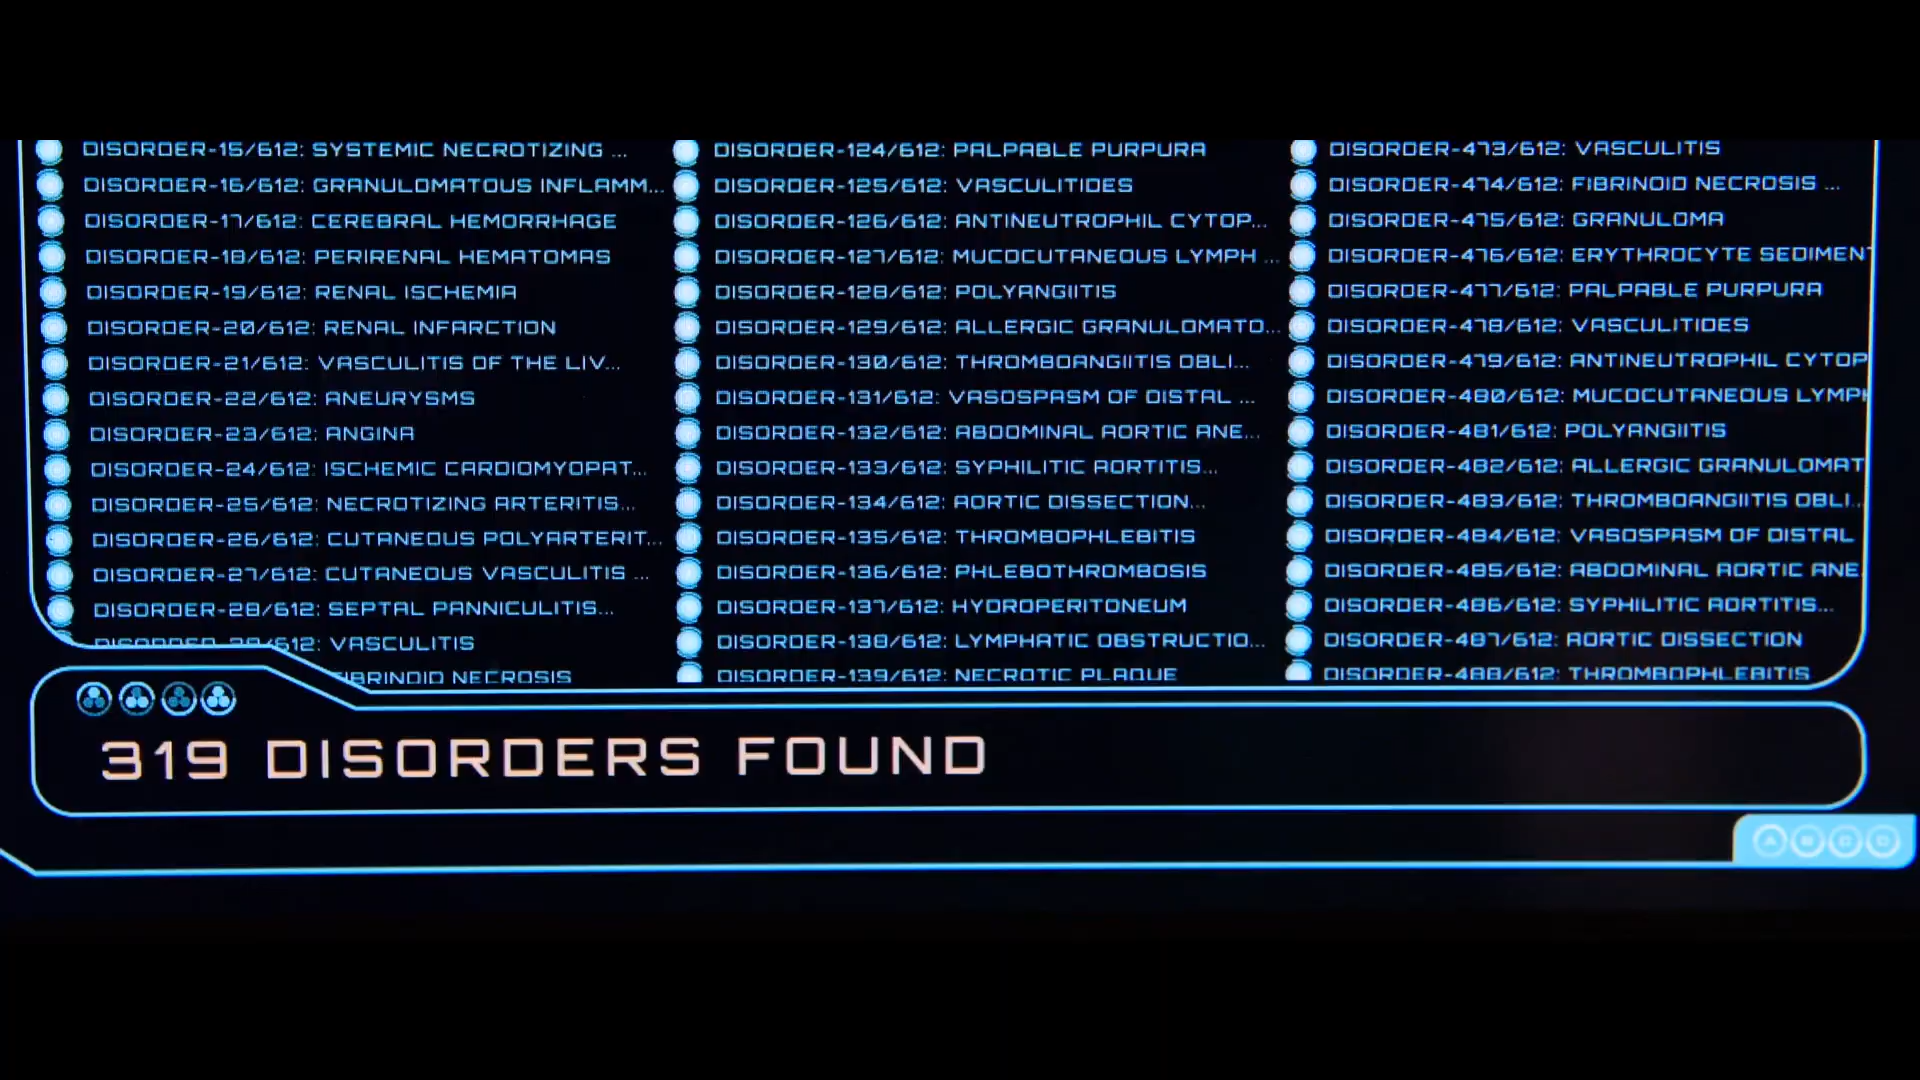 DISORDER-15/612: SYSTEMIC NECROTIZING ...
DISORDER-16/612: GRANULOMATOUS INFLAMM...
DISORDER-17/612: CEREBRAL HEMORRHAGE
DISORDER-18/612: PERIRENAL HEMATOMAS
DISORDER-19/612: RENAL ISCHEMIA
DISORDER-20/612: RENAL INFARCTION
DISORDER-21/612: VASCULITIS OF THE LIV...
DISORDER-22/612: ANEURYSMS
DISORDER-23/612: ANGINA
DISORDER-24/612: ISCHEMIC CARDIOMYOPAT...
DISORDER-25/612: NECROTIZING ARTERITIS...
DISORDER-26/612: CUTANEOUS POLYARTERIT...
DISORDER-27/612: CUTANEOUS VASCULITIS ...
DISORDER-28/612: SEPTAL PANNICULITIS...
DISORDER-29/612: VASCULITIS
FIBRINOID NECROSIS
DISORDER-124/612: PALPABLE PURPURA
DISORDER-125/612: VASCULITIDES
DISORDER-126/612: ANTINEUTROPHIL CYTOP...
DISORDER-127/612: MUCOCUTANEOUS LYMPH ...
DISORDER-128/612: POLYANGIITIS
DISORDER-129/612: ALLERGIC GRANULOMATO...
DISORDER-130/612: THROMBOANGIITIS OBLI...
DISORDER-131/612: VASOSPASM OF DISTAL ...
DISORDER-132/612: ABDOMINAL AORTIC ANE...
DISORDER-133/612: SYPHILITIC AORTITIS...
DISORDER-134/612: AORTIC DISSECTION...
DISORDER-135/612: THROMBOPHLEBITIS
DISORDER-136/612: PHLEBOTHROMBOSIS
DISORDER-137/612: HYDROPERITONEUM
DISORDER-138/612: LYMPHATIC OBSTRUCTIO...
DISORDER-139/612: NECROTIC PLAQUE
DISORDER-473/612: VASCULITIS
DISORDER-474/612: FIBRINOID NECROSIS ...
DISORDER-475/612: GRANULOMA
DISORDER-476/612: ERYTHROCYTE SEDIMENT
DISORDER-477/612: PALPABLE PURPURA
DISORDER-478/612: VASCULITIDES
DISORDER-479/612: ANTINEUTROPHIL CYTOP
DISORDER-480/612: MUCOCUTANEOUS LYMPH
DISORDER-481/612: POLYANGIITIS
DISORDER-482/612: ALLERGIC GRANULOMAT
DISORDER-483/612: THROMBOANGIITIS OBLI..
DISORDER-484/612: VASOSPASM OF DISTAL
DISORDER-485/612: ABDOMINAL AORTIC ANE.
DISORDER-486/612: SYPHILITIC AORTITIS...
DISORDER-487/612: AORTIC DISSECTION
DISORDER-488/612: THROMBOPHLEBITIS
319 DISORDERS FOUND
A B C D